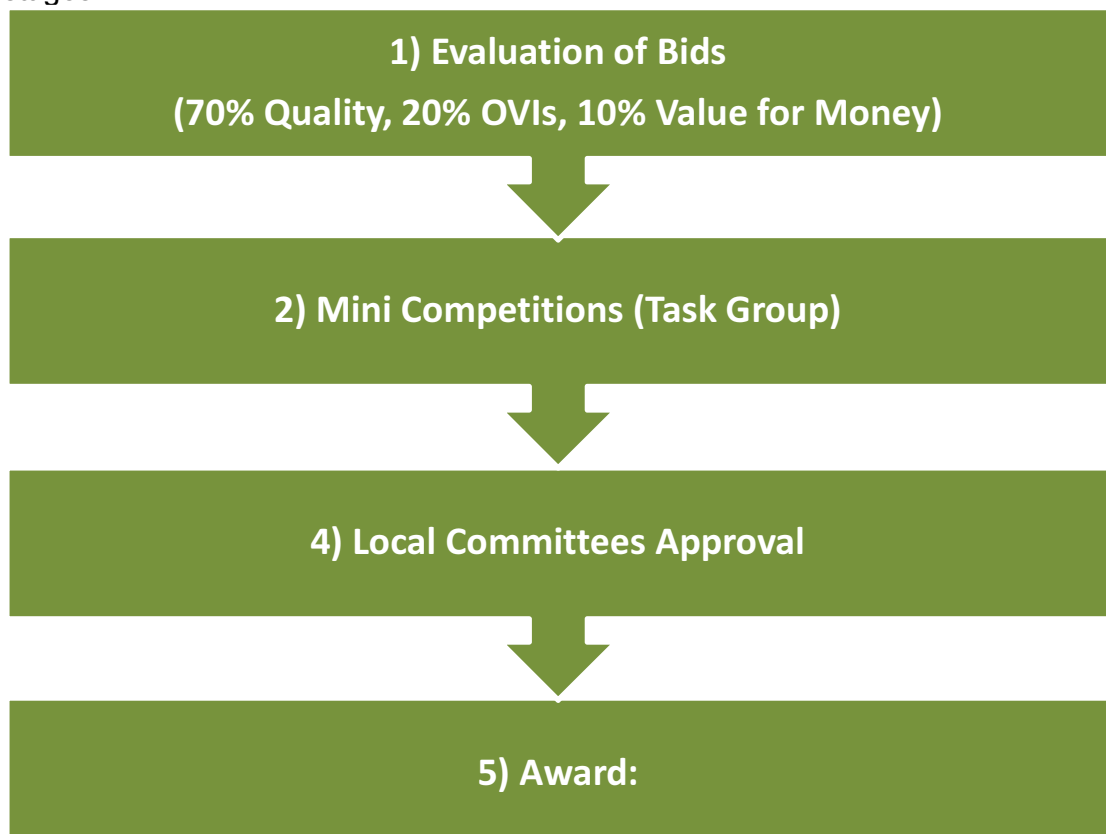 1) Evaluation of Bids
(70% Quality, 20% OVIs, 10% Value for Money)
2) Mini Competitions (Task Group)
4) Local Committees Approval
5) Award: